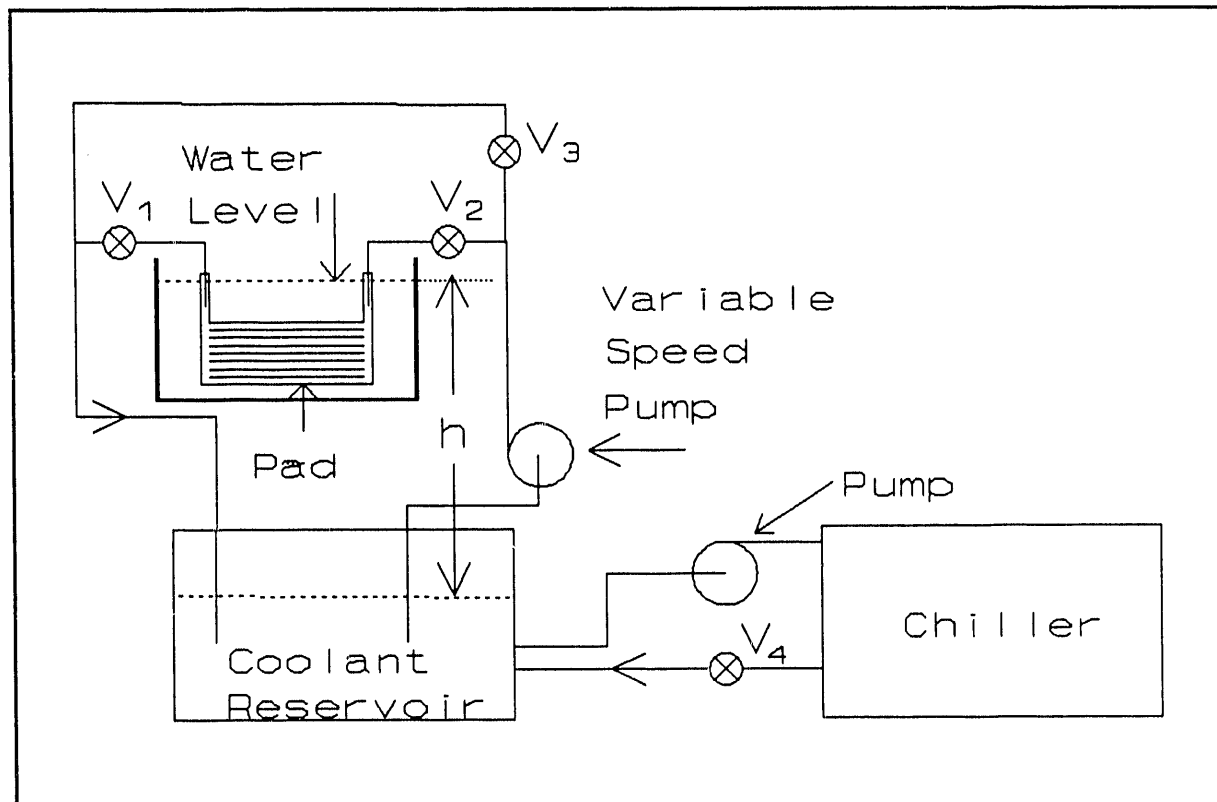 Water
Level
V1
V2
V3
Variable
Speed
Pump
h
Pad
Pump
Chiller
V4
Coolant
Reservoir